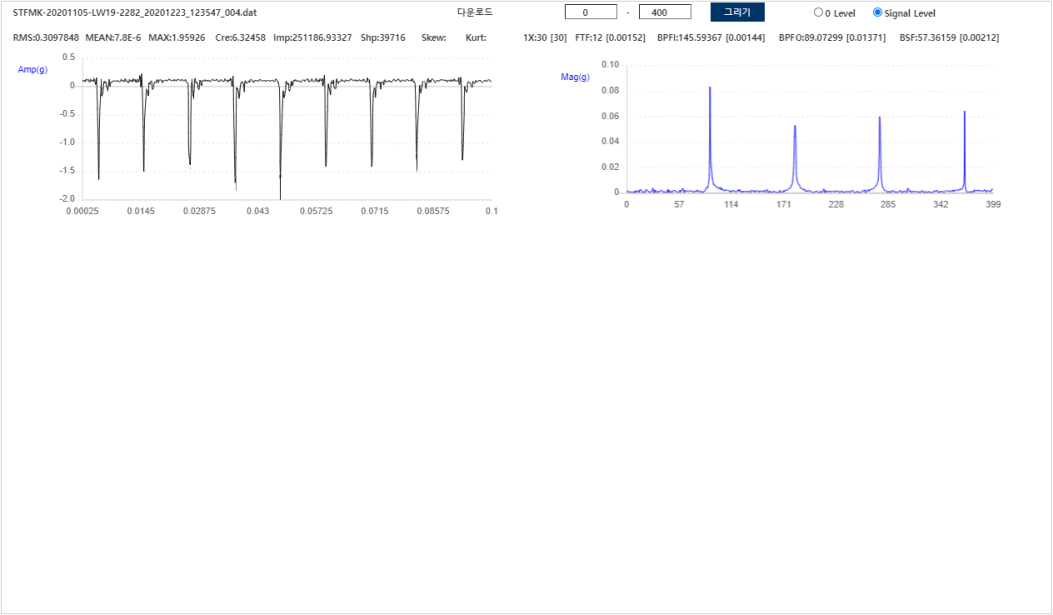 STFMK-20201105-LW19-2282_20201223_123547_004.dat 다운로드 0 - 400 그리기 0 Level Signal Level
RMS:0.3097848 MEAN:7.8E-6 MAX:1.95926 Cre:6.32458 Imp:251186.93327 Shp:39716 Skew: Kurt: 1X:30 [30] FTF:12 [0.00152] BPFI:145.59367 [0.00144] BPFO:89.07299 [0.01371] BSF:57.36159 [0.00212]
Amp(g)
0.5
0
-0.5
-1.0
-1.5
-2.0
0.00025 0.0145 0.02875 0.043 0.05725 0.0715 0.08575 0.1
Mag(g)
0.10
0.08
0.06
0.04
0.02
0
0 57 114 171 228 285 342 399